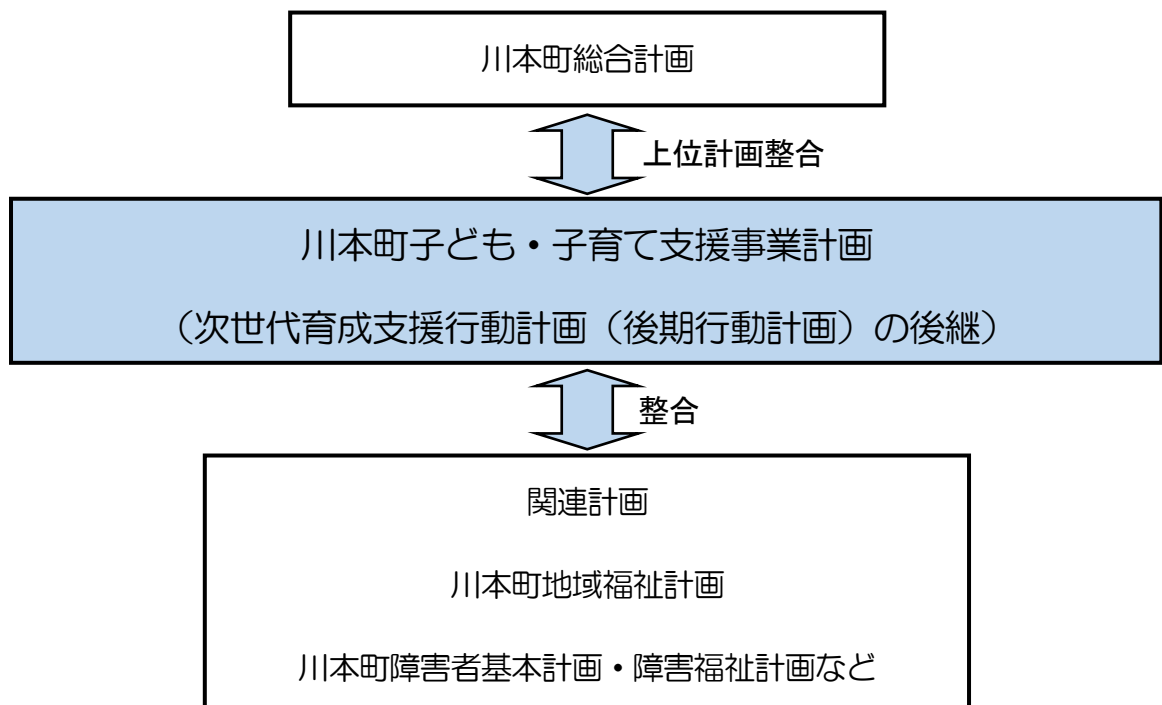 川本町総合計画
上位計画整合
川本町子ども・子育て支援事業計画
（次世代育成支援行動計画（後期行動計画）の後継）
整合
関連計画
川本町地域福祉計画
川本町障害者基本計画・障害福祉計画など